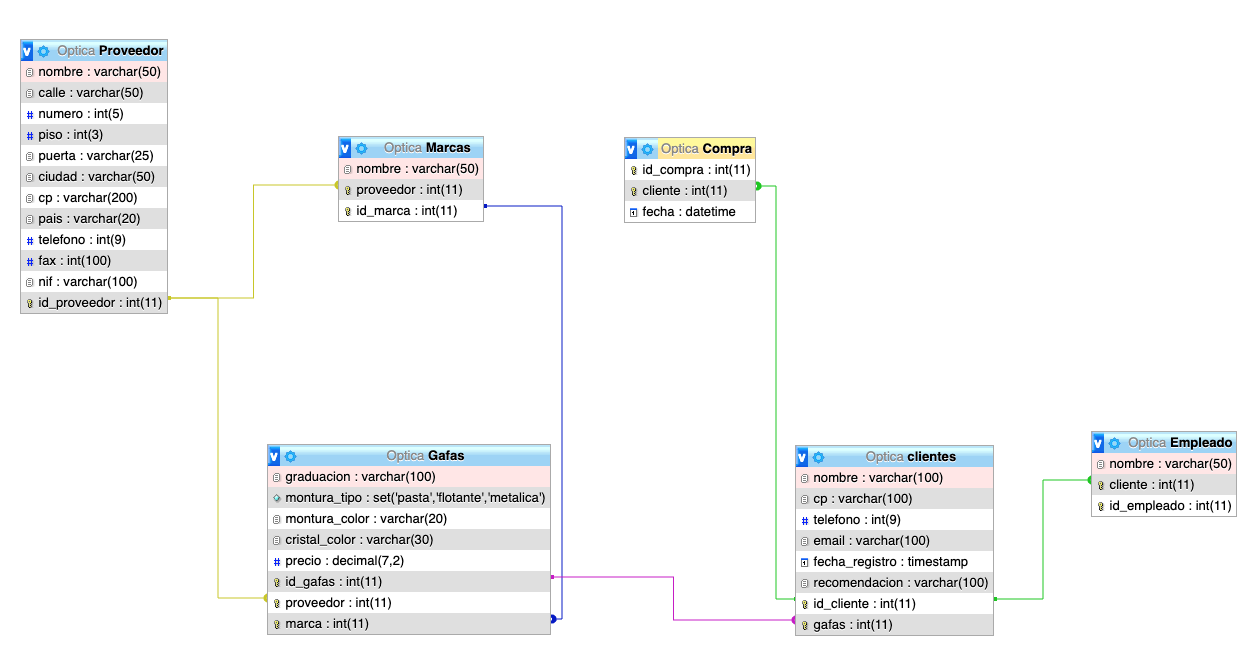 Optica Proveedor
nombre : varchar(50)
calle : varchar(50)
numero : int(5)
piso : int(3)
puerta : varchar(25)
ciudad : varchar(50)
cp : varchar(200)
pais : varchar(20)
telefono : int(9)
fax : int(100)
nif : varchar(100)
id_proveedor : int(11)
Optica Marcas
nombre : varchar(50)
proveedor : int(11)
id_marca : int(11)
Optica Compra
id_compra : int(11)
cliente : int(11)
fecha : datetime
Optica Gafas
graduacion : varchar(100)
montura_tipo : set('pasta','flotante','metalica')
montura_color : varchar(20)
cristal_color : varchar(30)
precio : decimal(7,2)
id_gafas : int(11)
proveedor : int(11)
marca : int(11)
Optica clientes
nombre : varchar(100)
cp : varchar(100)
telefono : int(9)
email : varchar(100)
fecha_registro : timestamp
recomendacion : varchar(100)
id_cliente : int(11)
gafas : int(11)
Optica Empleado
nombre : varchar(50)
cliente : int(11)
id_empleado : int(11)